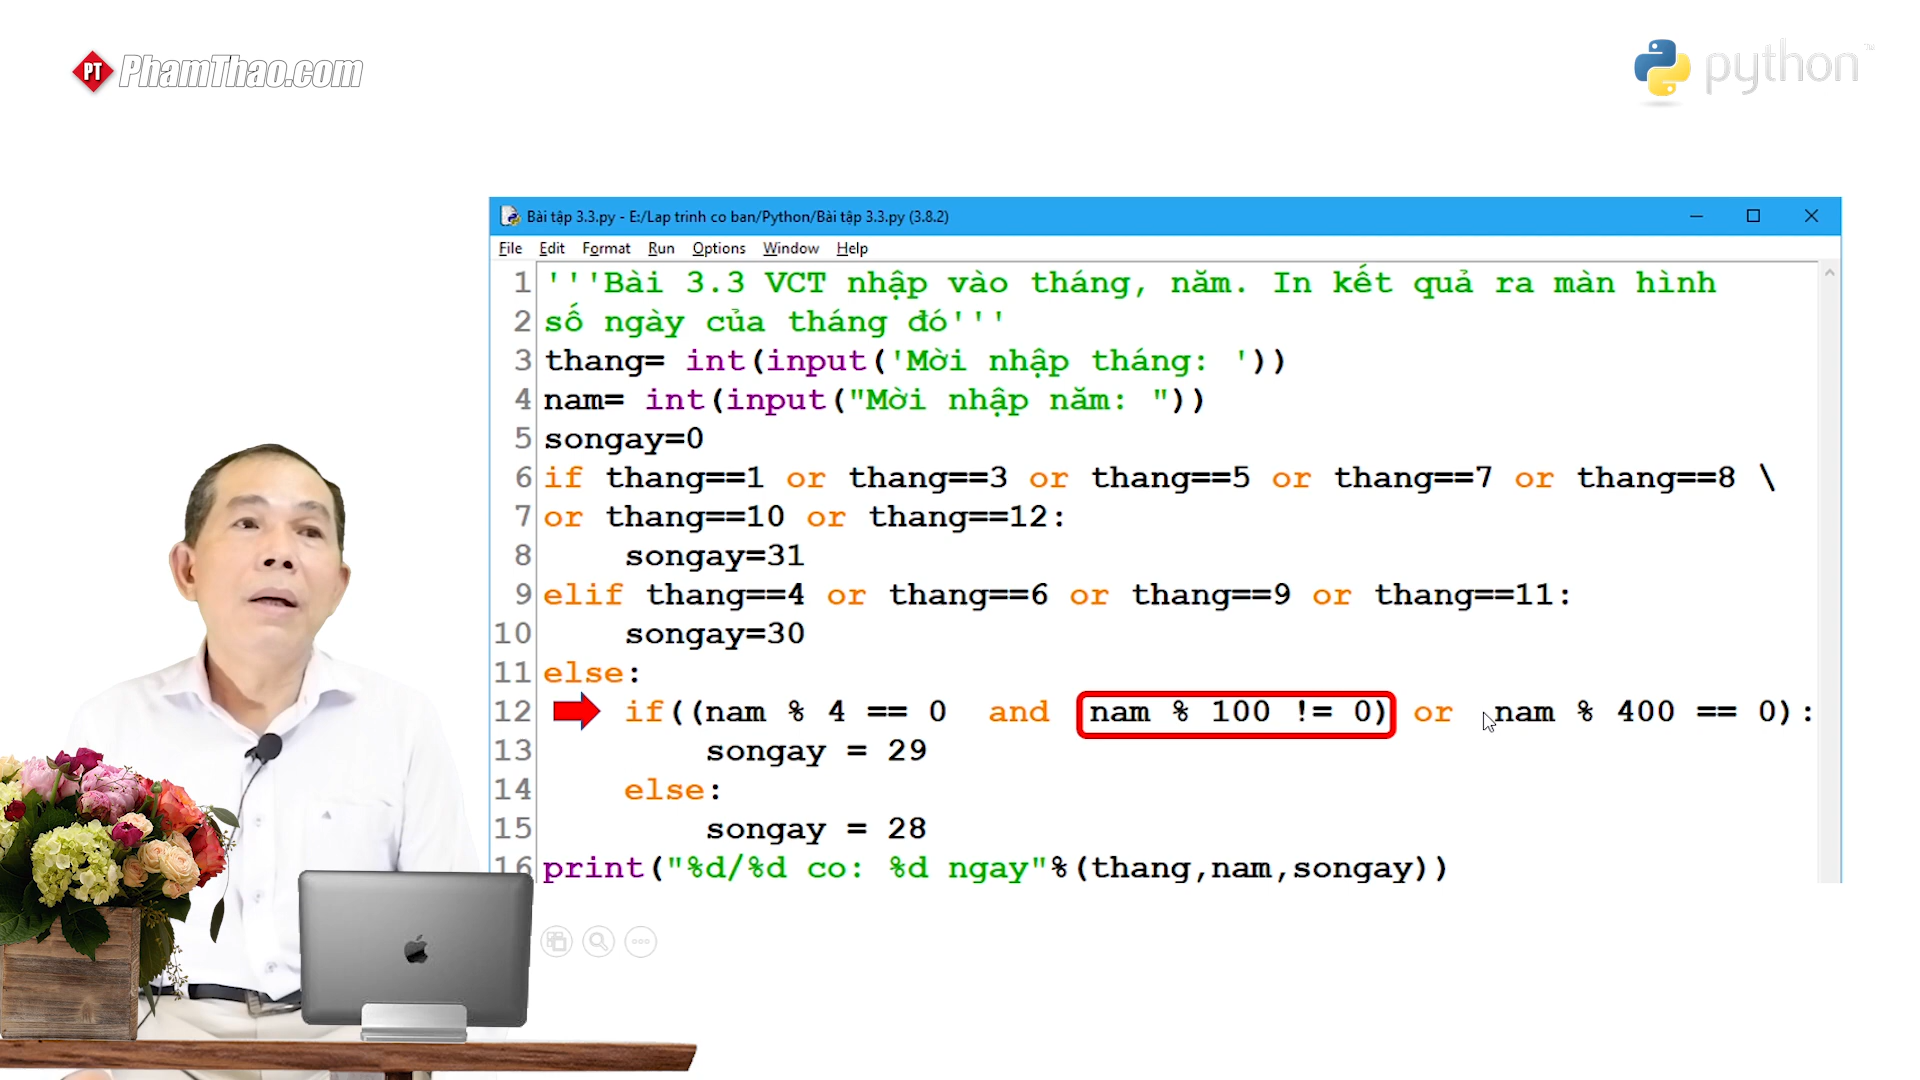 PT PhamThao.com
python™
Bài tập 3.3.py - E:/Lap trinh co ban/Python/Bài tập 3.3.py (3.8.2)
File Edit Format Run Options Window Help
1 '''Bài 3.3 VCT nhập vào tháng, năm. In kết quả ra màn hình
2 số ngày của tháng đó'''
3 thang= int(input('Mời nhập tháng: '))
4 nam= int(input("Mời nhập năm: "))
5 songay=0
6 if thang==1 or thang==3 or thang==5 or thang==7 or thang==8 \
7 or thang==10 or thang==12:
8     songay=31
9 elif thang==4 or thang==6 or thang==9 or thang==11:
10     songay=30
11 else:
12     if((nam % 4 == 0  and  nam % 100 != 0) or  nam % 400 == 0):
13         songay = 29
14     else:
15         songay = 28
16 print("%d/%d co: %d ngay"%(thang,nam,songay))